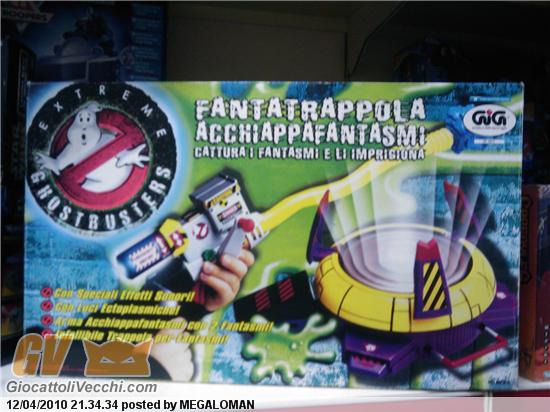 TROOPERS
EXTREME
GHOSTBUSTERS
FANTATRAPPOLA
ACCHIAPPAFANTASMI
CATTURA I FANTASMI E LI IMPRIGIONA
GiG
Con Speciali Effetti Sonori!
Con Luci Ectoplasmiche!
Arma Acchiappafantasmi con 2 Fantasmi!
Infallibile Trappola per Fantasmi!
GV
GiocattoliVecchi.com
12/04/2010 21.34.34 posted by MEGALOMAN